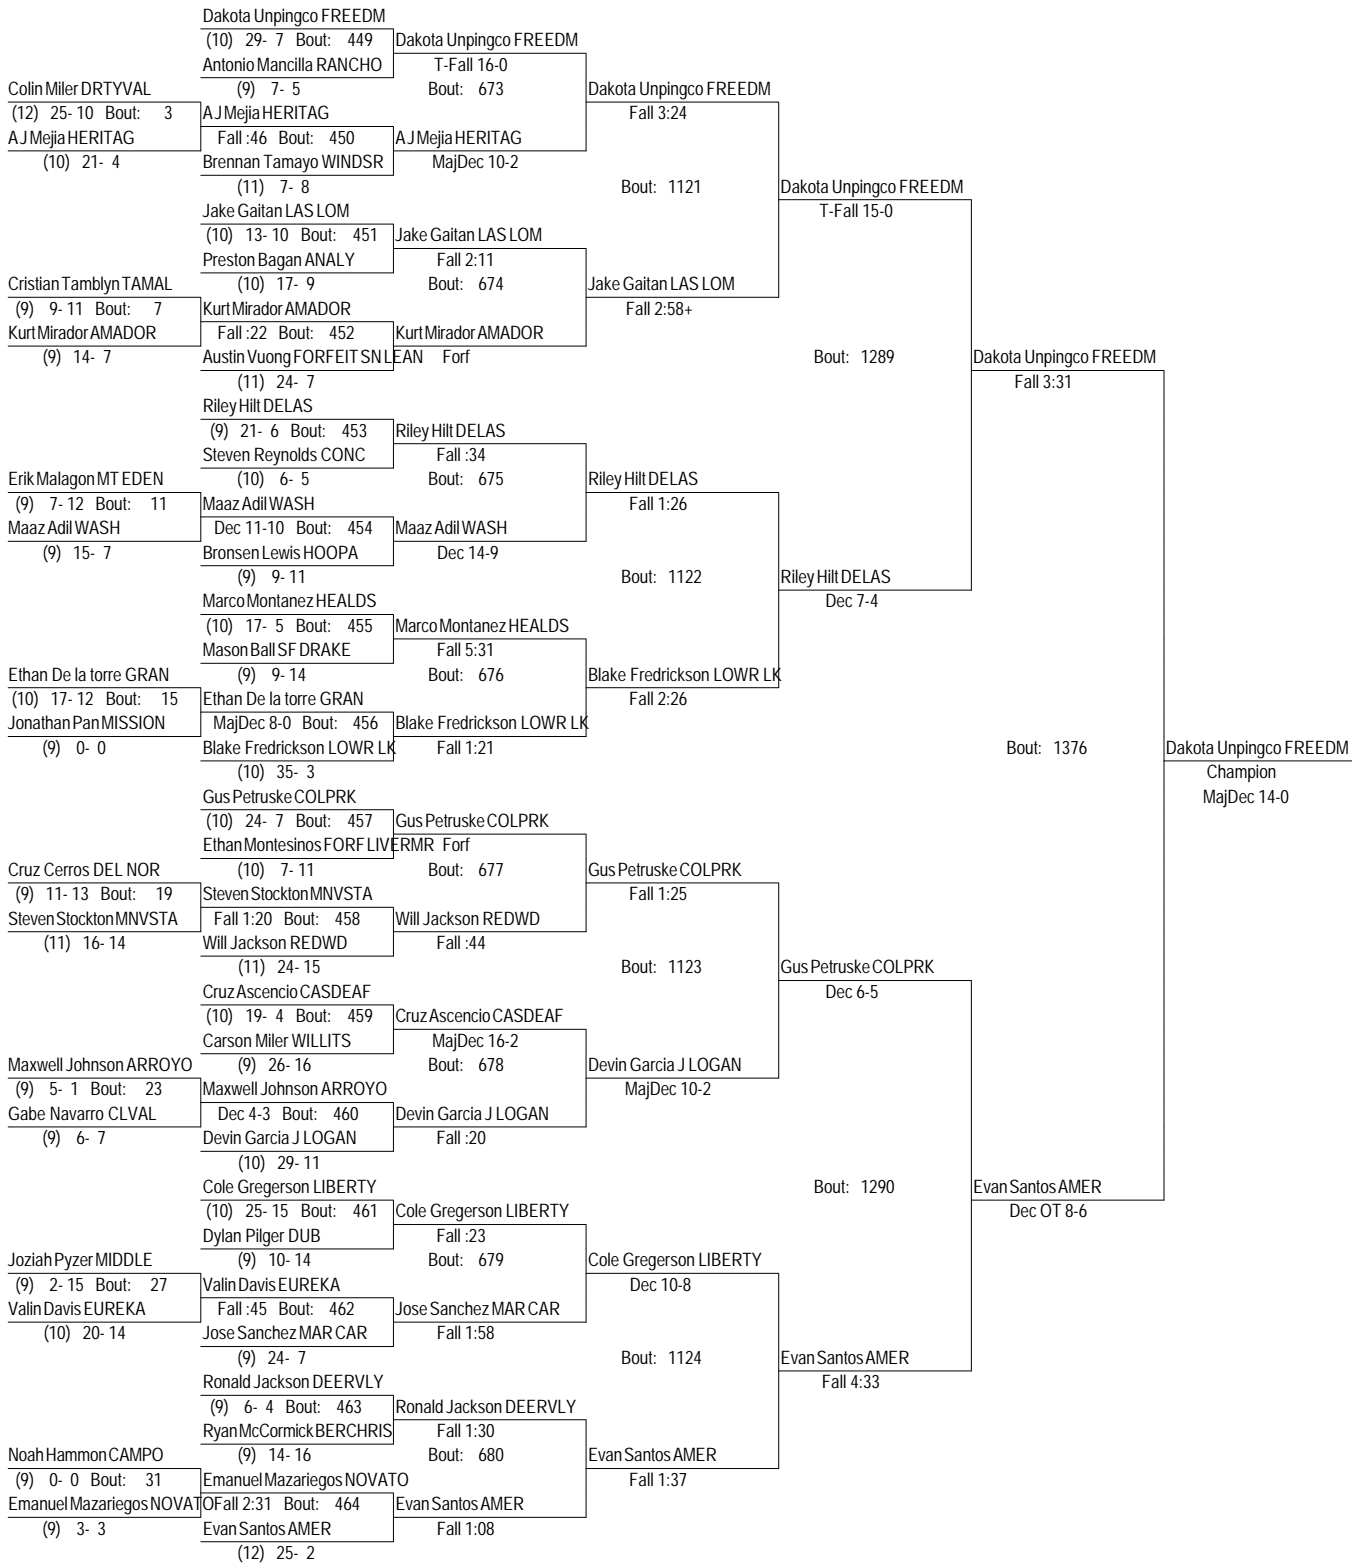 Dakota Unpingco FREEDM
(10) 29- 7 Bout: 449 Dakota Unpingco FREEDM
Antonio Mancilla RANCHO T-Fall 16-0
Colin Miler DRTYVAL (9) 7- 5 Bout: 673 Dakota Unpingco FREEDM
(12) 25- 10 Bout: 3 A J Mejia HERITAG Fall 3:24
A J Mejia HERITAG Fall :46 Bout: 450 A J Mejia HERITAG
(10) 21- 4 Brennan Tamayo WINDSR MajDec 10-2
(11) 7- 8 Bout: 1121 Dakota Unpingco FREEDM
Jake Gaitan LAS LOM T-Fall 15-0
(10) 13- 10 Bout: 451 Jake Gaitan LAS LOM
Preston Bagan ANALY Fall 2:11
Cristian Tamblyn TAMAL (10) 17- 9 Bout: 674 Jake Gaitan LAS LOM
(9) 9- 11 Bout: 7 Kurt Mirador AMADOR Fall 2:58+
Kurt Mirador AMADOR Fall :22 Bout: 452 Kurt Mirador AMADOR
(9) 14- 7 Austin Vuong FORFEIT SN LEAN Forf Bout: 1289 Dakota Unpingco FREEDM
(11) 24- 7 Fall 3:31
Riley Hilt DELAS
(9) 21- 6 Bout: 453 Riley Hilt DELAS
Steven Reynolds CONC Fall :34
Erik Malagon MT EDEN (10) 6- 5 Bout: 675 Riley Hilt DELAS
(9) 7- 12 Bout: 11 Maaz Adil WASH Fall 1:26
Maaz Adil WASH Dec 11-10 Bout: 454 Maaz Adil WASH
(9) 15- 7 Bronsen Lewis HOOPA Dec 14-9
(9) 9- 11 Bout: 1122 Riley Hilt DELAS
Marco Montanez HEALDS Dec 7-4
(10) 17- 5 Bout: 455 Marco Montanez HEALDS
Mason Ball SF DRAKE Fall 5:31
Ethan De la torre GRAN (9) 9- 14 Bout: 676 Blake Fredrickson LOWR LK
(10) 17- 12 Bout: 15 Ethan De la torre GRAN Fall 2:26
Jonathan Pan MISSION MajDec 8-0 Bout: 456 Blake Fredrickson LOWR LK
(9) 0- 0 Blake Fredrickson LOWR LK Fall 1:21 Bout: 1376 Dakota Unpingco FREEDM
(10) 35- 3 Champion
Gus Petruske COLPRK MajDec 14-0
(10) 24- 7 Bout: 457 Gus Petruske COLPRK
Ethan Montesinos FORF LIVERMR Forf
Cruz Cerros DEL NOR (10) 7- 11 Bout: 677 Gus Petruske COLPRK
(9) 11- 13 Bout: 19 Steven Stockton MNVSTA Fall 1:25
Steven Stockton MNVSTA Fall 1:20 Bout: 458 Will Jackson REDWD
(11) 16- 14 Will Jackson REDWD Fall :44
(11) 24- 15 Bout: 1123 Gus Petruske COLPRK
Cruz Ascencio CASDEAF Dec 6-5
(10) 19- 4 Bout: 459 Cruz Ascencio CASDEAF
Carson Miler WILLITS MajDec 16-2
Maxwell Johnson ARROYO (9) 26- 16 Bout: 678 Devin Garcia J LOGAN
(9) 5- 1 Bout: 23 Maxwell Johnson ARROYO MajDec 10-2
Gabe Navarro CLVAL Dec 4-3 Bout: 460 Devin Garcia J LOGAN
(9) 6- 7 Devin Garcia J LOGAN Fall :20
(10) 29- 11
Cole Gregerson LIBERTY Bout: 1290 Evan Santos AMER
(10) 25- 15 Bout: 461 Cole Gregerson LIBERTY Dec OT 8-6
Dylan Pilger DUB Fall :23
Joziah Pyzer MIDDLE (9) 10- 14 Bout: 679 Cole Gregerson LIBERTY
(9) 2- 15 Bout: 27 Valin Davis EUREKA Dec 10-8
Valin Davis EUREKA Fall :45 Bout: 462 Jose Sanchez MAR CAR
(10) 20- 14 Jose Sanchez MAR CAR Fall 1:58
(9) 24- 7 Bout: 1124 Evan Santos AMER
Ronald Jackson DEERVLY Fall 4:33
(9) 6- 4 Bout: 463 Ronald Jackson DEERVLY
Ryan McCormick BERCHRIS Fall 1:30
Noah Hammon CAMPO (9) 14- 16 Bout: 680 Evan Santos AMER
(9) 0- 0 Bout: 31 Emanuel Mazariegos NOVATO Fall 1:37
Emanuel Mazariegos NOVATO Fall 2:31 Bout: 464 Evan Santos AMER
(9) 3- 3 Evan Santos AMER Fall 1:08
(12) 25- 2